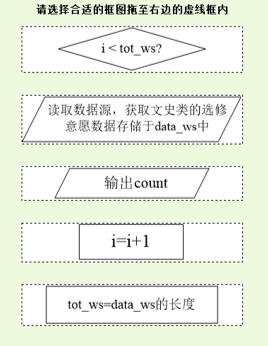 请选择合适的框图拖至右边的虚线框内
i < tot_ws?
读取数据源，获取文史类的选修
意愿数据存储于data_ws中
输出count
i=i+1
tot_ws=data_ws的长度